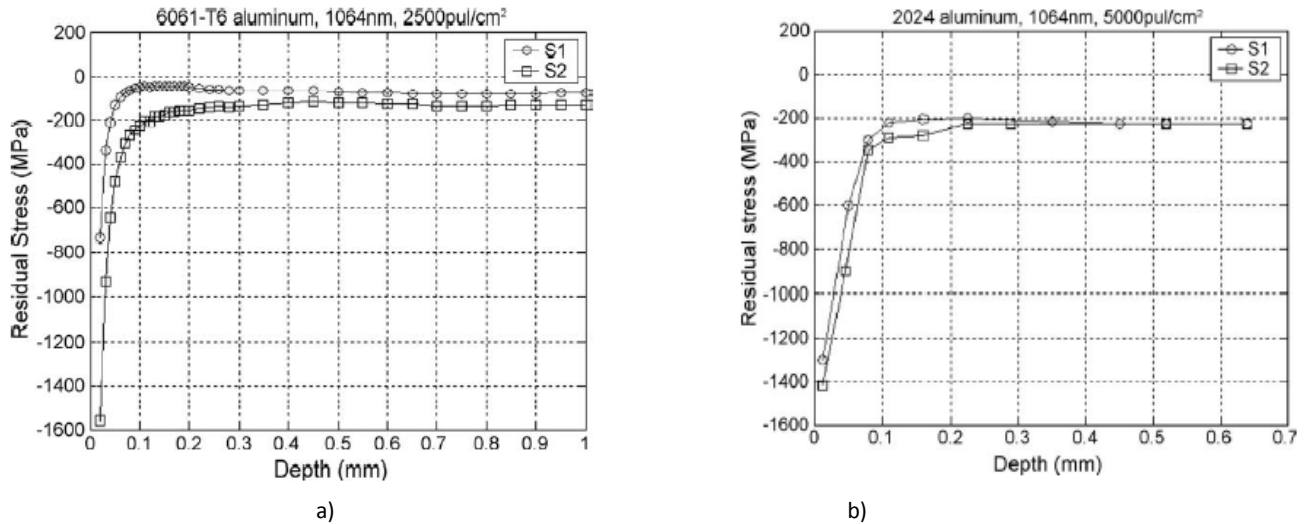 6061-T6 aluminum, 1064nm, 2500pul/cm²
200
0
-200
-400
-600
-800
-1000
-1200
-1400
-1600
Residual Stress (MPa)
S1
S2
0 0.1 0.2 0.3 0.4 0.5 0.6 0.7 0.8 0.9 1
Depth (mm)
a)
2024 aluminum, 1064nm, 5000pul/cm²
200
0
-200
-400
-600
-800
-1000
-1200
-1400
-1600
Residual stress (MPa)
S1
S2
0 0.1 0.2 0.3 0.4 0.5 0.6 0.7
Depth (mm)
b)